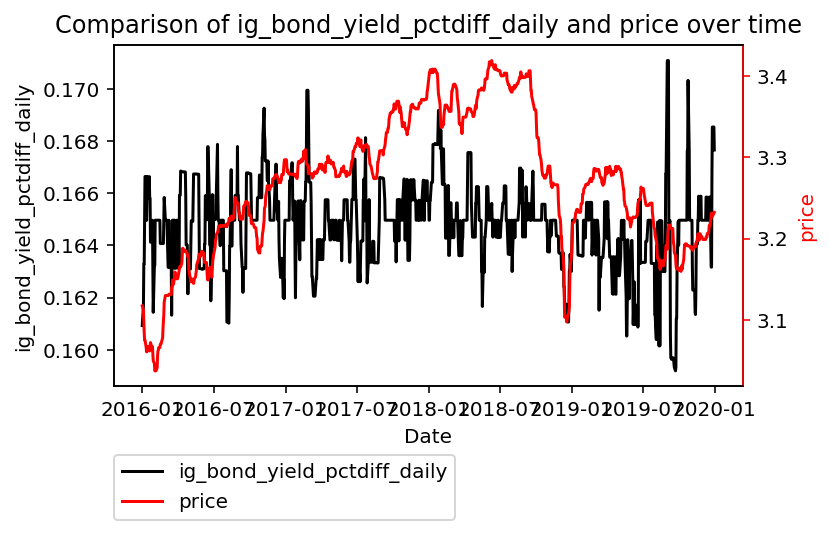 Comparison of ig_bond_yield_pctdiff_daily and price over time
ig_bond_yield_pctdiff_daily
0.170
0.168
0.166
0.164
0.162
0.160
3.4
3.3
3.2
3.1
price
2016-01 2016-07 2017-01 2017-07 2018-01 2018-07 2019-01 2019-07 2020-01
Date
ig_bond_yield_pctdiff_daily
price